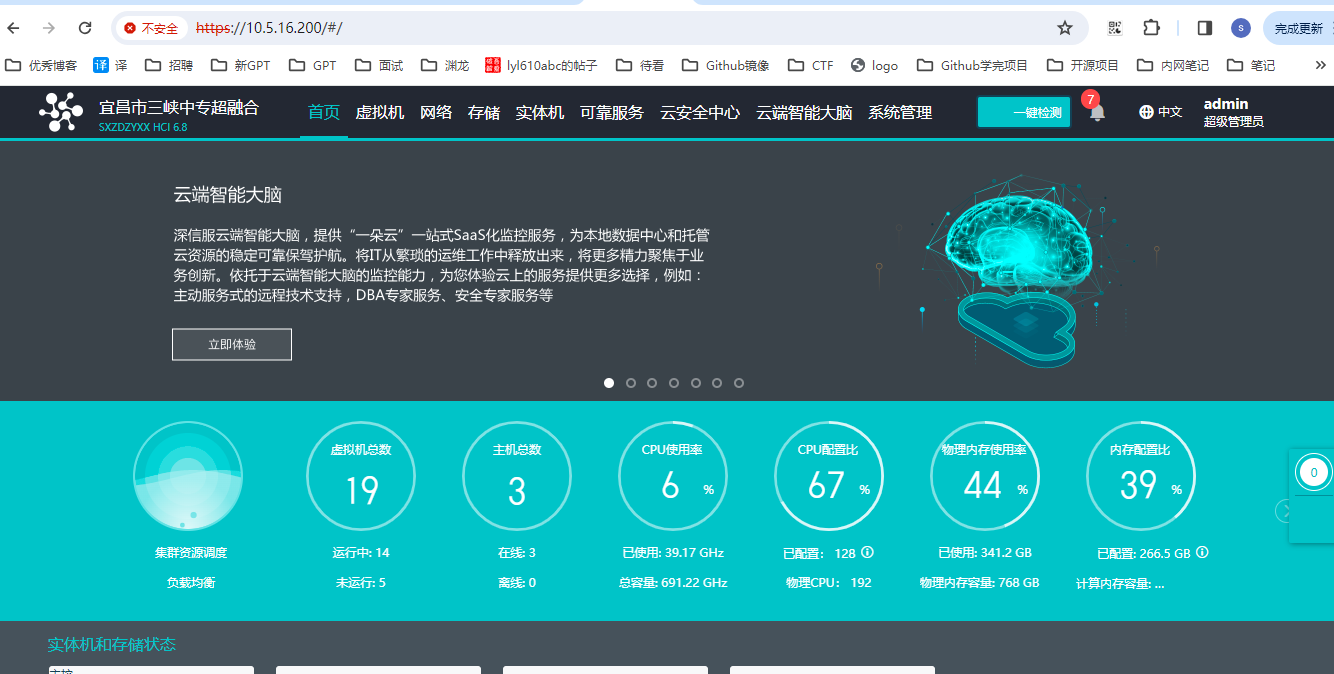 不安全 https://10.5.16.200/#/ S 完成更新
优秀博客 译 译 招聘 新GPT GPT 面试 渊龙 lyl610abc的帖子 待看 Github镜像 CTF logo Github学完项目 开源项目 内网笔记 笔记 »
宜昌市三峡中专超融合
SXZDZYXX HCI 6.8
首页 虚拟机 网络 存储 实体机 可靠服务 云安全中心 云端智能大脑 系统管理 一键检测 7 中文
admin
超级管理员
云端智能大脑
深信服云端智能大脑，提供“一朵云”一站式SaaS化监控服务，为本地数据中心和托管
云资源的稳定可靠保驾护航。将IT从繁琐的运维工作中释放出来，将更多精力聚焦于业
务创新。依托于云端智能大脑的监控能力，为您体验云上的服务提供更多选择，例如：
主动服务式的远程技术支持，DBA专家服务、安全专家服务等
立即体验
虚拟机总数 主机总数 CPU使用率 CPU配置比 物理内存使用率 内存配置比
19 3 6 % 67 % 44 % 39 %
0
集群资源调度 运行中: 14 在线: 3 已使用: 39.17 GHz 已配置: 128 已使用: 341.2 GB 已配置: 266.5 GB
负载均衡 未运行: 5 离线: 0 总容量: 691.22 GHz 物理CPU: 192 物理内存容量: 768 GB 计算内存容量: ...
实体机和存储状态
主控